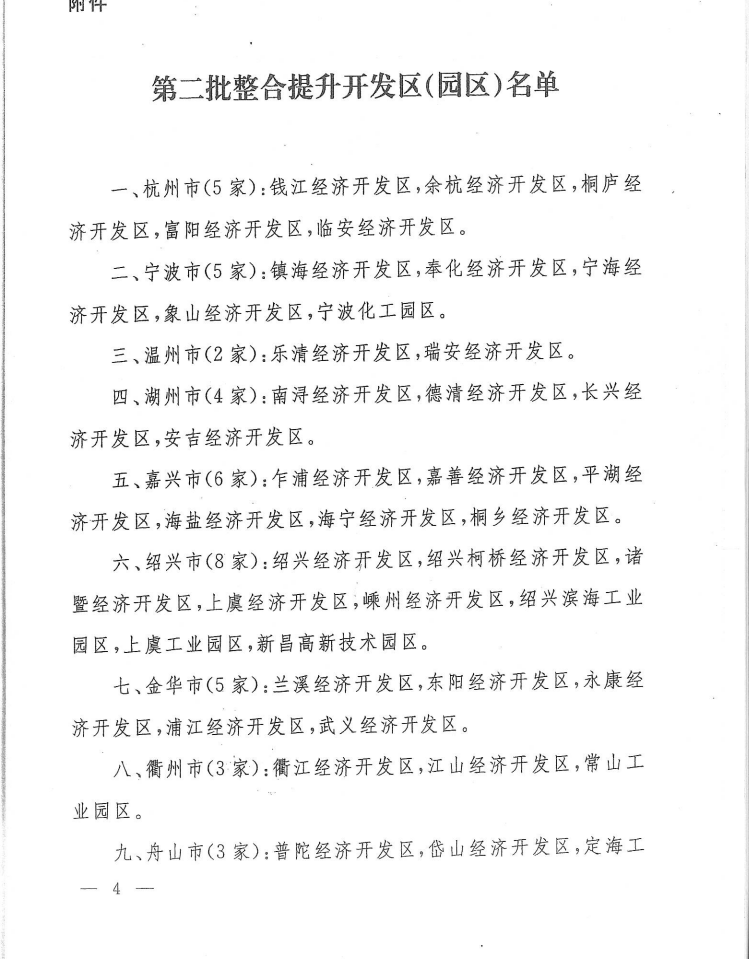 附件
第二批整合提升开发区(园区)名单
一、杭州市(5家):钱江经济开发区,余杭经济开发区,桐庐经
济开发区,富阳经济开发区,临安经济开发区。
二、宁波市(5家):镇海经济开发区,奉化经济开发区,宁海经
济开发区,象山经济开发区,宁波化工园区。
三、温州市(2家):乐清经济开发区,瑞安经济开发区。
四、湖州市(4家):南浔经济开发区,德清经济开发区,长兴经
济开发区,安吉经济开发区。
五、嘉兴市(6家):乍浦经济开发区,嘉善经济开发区,平湖经
济开发区,海盐经济开发区,海宁经济开发区,桐乡经济开发区。
六、绍兴市(8家):绍兴经济开发区,绍兴柯桥经济开发区,诸
暨经济开发区,上虞经济开发区,嵊州经济开发区,绍兴滨海工业
园区,上虞工业园区,新昌高新技术园区。
七、金华市(5家):兰溪经济开发区,东阳经济开发区,永康经
济开发区,浦江经济开发区,武义经济开发区。
八、衢州市(3家):衢江经济开发区,江山经济开发区,常山工
业园区。
九、舟山市(3家):普陀经济开发区,岱山经济开发区,定海工
— 4 —